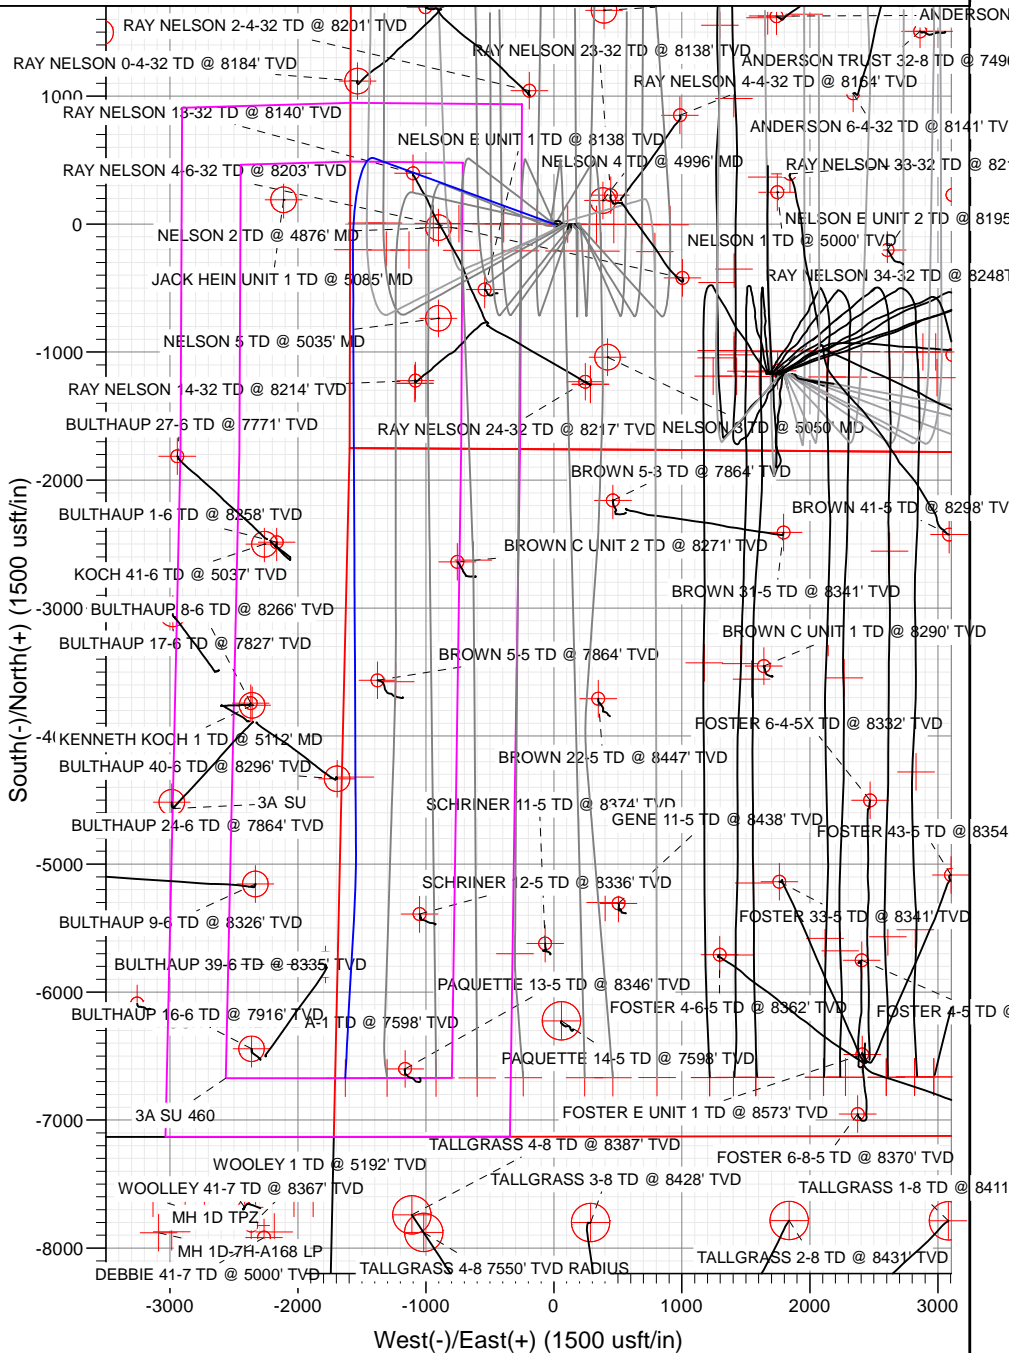 ANDERSON
RAY NELSON 2-4-32 TD @ 8201' TVD
RAY NELSON 23-32 TD @ 8138' TVD
RAY NELSON 0-4-32 TD @ 8184' TVD
ANDERSON TRUST 32-8 @ 7496
RAY NELSON 4-4-32 TD @ 8164' TVD
1000
RAY NELSON 13-32 TD @ 8140' TVD
ANDERSON 6-4-32 TD @ 8141' TV
NELSON E UNIT 1 TD @ 8138' TVD
NELSON 4 TD @ 4996' MD
RAY NELSON 33-32 TD @ 821
RAY NELSON 4-6-32 TD @ 8203' TVD
0
NELSON 2 TD @ 4876' MD
NELSON E UNIT 2 TD @ 8195
NELSON 1 TD @ 5000' TVD
JACK HEIN UNIT 1 TD @ 5085' MD
RAY NELSON 34-32 TD @ 8248'T
NELSON 5 TD @ 5035' MD
-1000
RAY NELSON 14-32 TD @ 8214' TVD
BULTHAUP 27-6 TD @ 7771' TVD
RAY NELSON 24-32 TD @ 8217' TVD
NELSON 3 TD @ 5050' MD
BROWN 5-3 TD @ 7864' TVD
-2000
BULTHAUP 1-6 TD @ 8258' TVD
BROWN 41-5 TD @ 8298' TV
BROWN C UNIT 2 TD @ 8271' TVD
KOCH 41-6 TD @ 5037' TVD
BROWN 31-5 TD @ 8341' TVD
-3000
BULTHAUP 8-6 TD @ 8266' TVD
BROWN C UNIT 1 TD @ 8290' TVD
BULTHAUP 17-6 TD @ 7827' TVD
BROWN 5-5 TD @ 7864' TVD
FOSTER 6-4-5X TD @ 8332' TVD
KENNETH KOCH 1 TD @ 5112' MD
BROWN 22-5 TD @ 8447' TVD
BULTHAUP 40-6 TD @ 8296' TVD
3A SU
SCHRINER 11-5 TD @ 8374' TVD
GENE 11-5 TD @ 8438' TVD
BULTHAUP 24-6 TD @ 7864' TVD
FOSTER 43-5 TD @ 8354
-5000
SCHRINER 12-5 TD @ 8336' TVD
BULTHAUP 9-6 TD @ 8326' TVD
FOSTER 33-5 TD @ 8341' TVD
BULTHAUP 39-6 TD @ 8335' TVD
PAQUETTE 13-5 TD @ 8346' TVD
-6000
BULTHAUP 16-6 TD @ 7916' TVD
A-1 TD @ 7598' TVD
FOSTER 4-6-5 TD @ 8362' TVD
FOSTER 4-5 TD @
PAQUETTE 14-5 TD @ 7598' TVD
3A SU 460
FOSTER E UNIT 1 TD @ 8573' TVD
-7000
TALLGRASS 4-8 TD @ 8387' TVD
FOSTER 6-8-5 TD @ 8370' TVD
WOOLEY 1 TD @ 5192' TVD
TALLGRASS 3-8 TD @ 8428' TVD
WOOLLEY 41-7 TD @ 8367' TVD
TALLGRASS 1-8 TD @ 8411
MH 1D TPZ
MH 1D-7H-A168 LP
-8000
TALLGRASS 2-8 TD @ 8431' TVD
TALLGRASS 4-8 7550' TVD RADIUS
DEBBIE 41-7 TD @ 5000' TVD
-3000 -2000 -1000 0 1000 2000 3000
West(-)/East(+) (1500 usft/in)
South(-)/North(+) (1500 usft/in)